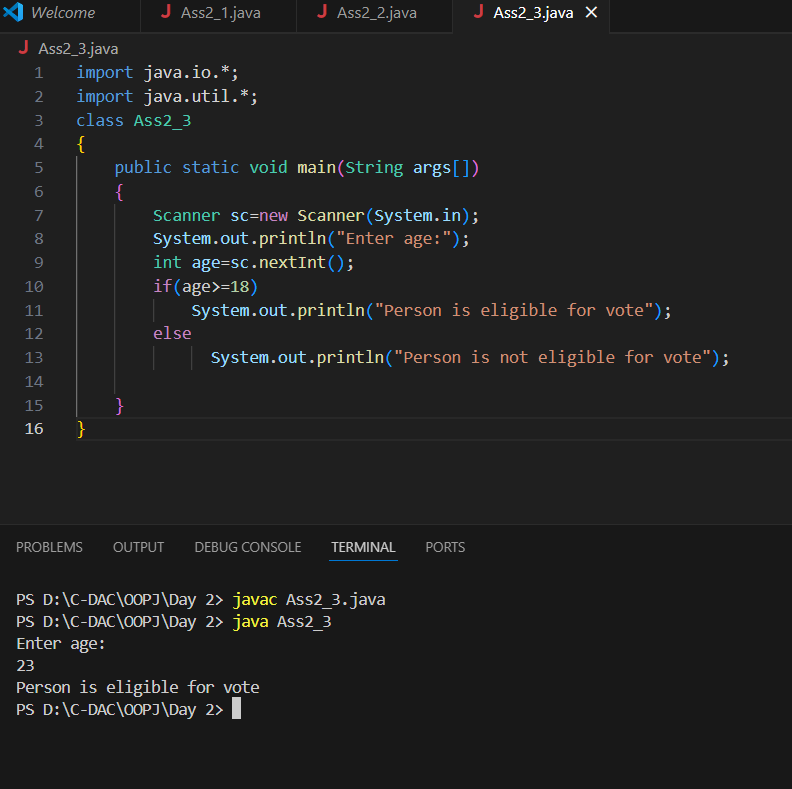 Welcome J Ass2_1.java J Ass2_2.java J Ass2_3.java ×
J Ass2_3.java
1 import java.io.*;
2 import java.util.*;
3 class Ass2_3
4 {
5 public static void main(String args[])
6 {
7 Scanner sc=new Scanner(System.in);
8 System.out.println("Enter age:");
9 int age=sc.nextInt();
10 if(age>=18)
11 System.out.println("Person is eligible for vote");
12 else
13 System.out.println("Person is not eligible for vote");
14
15 }
16 }
PROBLEMS OUTPUT DEBUG CONSOLE TERMINAL PORTS
PS D:\C-DAC\OOPJ\Day 2> javac Ass2_3.java
PS D:\C-DAC\OOPJ\Day 2> java Ass2_3
Enter age:
23
Person is eligible for vote
PS D:\C-DAC\OOPJ\Day 2>